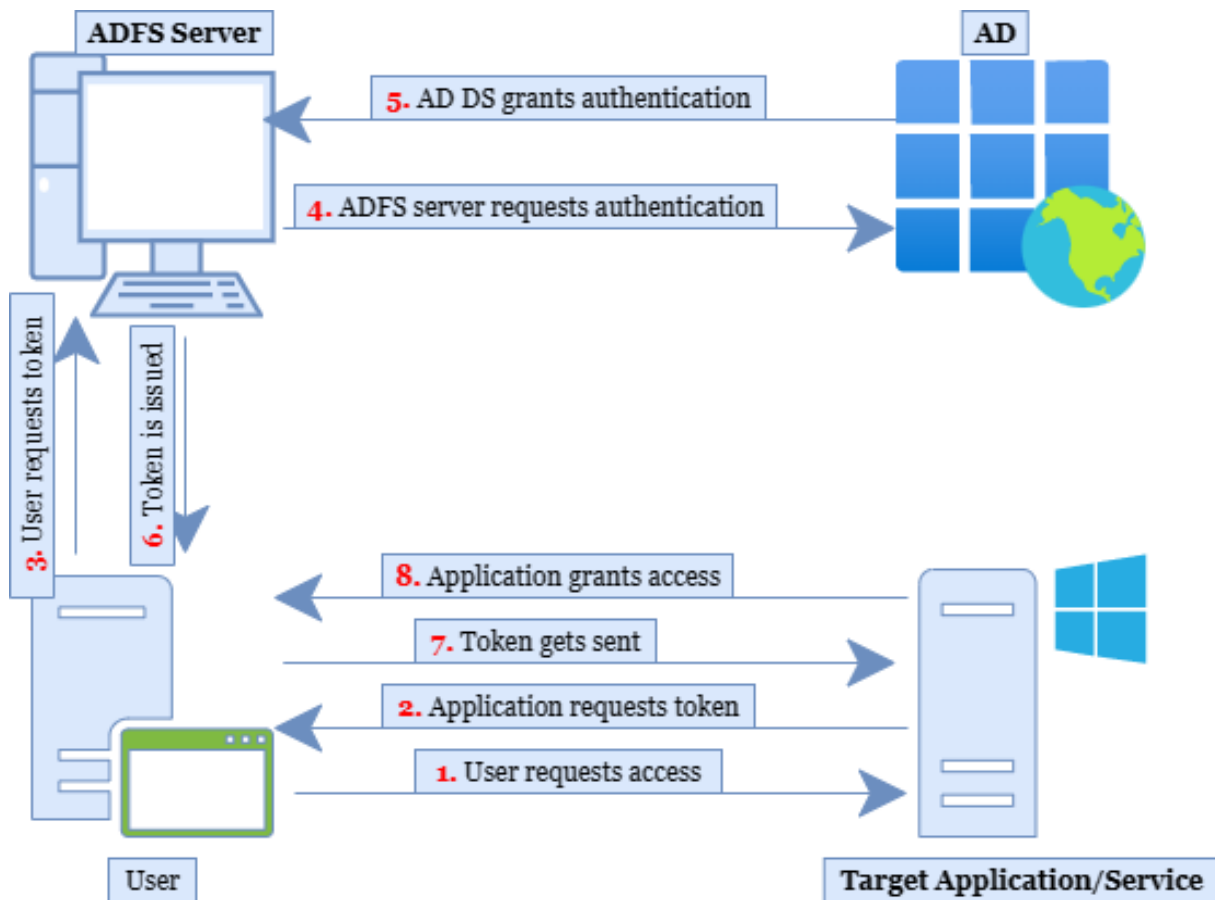 ADFS Server
AD
5. AD DS grants authentication
4. ADFS server requests authentication
3. User requests token
6. Token is issued
8. Application grants access
7. Token gets sent
2. Application requests token
1. User requests access
User
Target Application/Service